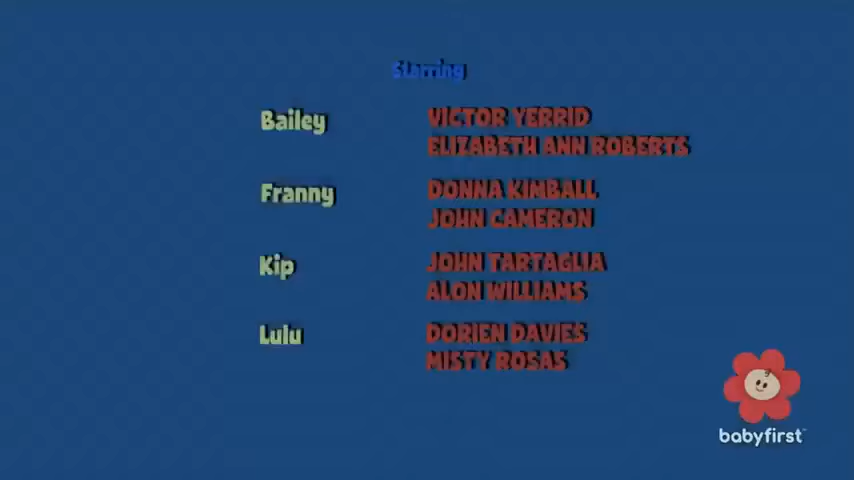 Starring
Bailey VICTOR YERRID
ELIZABETH ANN ROBERTS
Franny DONNA KIMBALL
JOHN CAMERON
Kip JOHN TARTAGLIA
ALON WILLIAMS
Lulu DORIEN DAVIES
MISTY ROSAS
babyfirst™